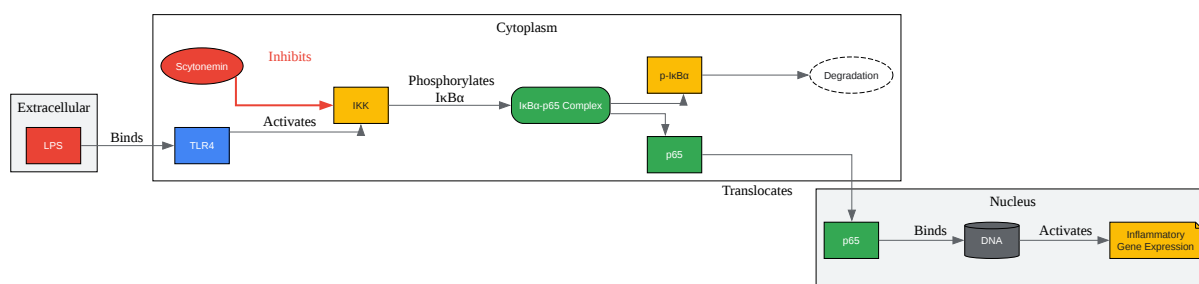 Cytoplasm
Scytonemin
Inhibits
p-IκBα
Degradation
Phosphorylates
IκBα
IKK
IκBα-p65 Complex
Extracellular
Activates
LPS
Binds
TLR4
p65
Translocates
Nucleus
p65
Binds
DNA
Activates
Inflammatory
Gene Expression